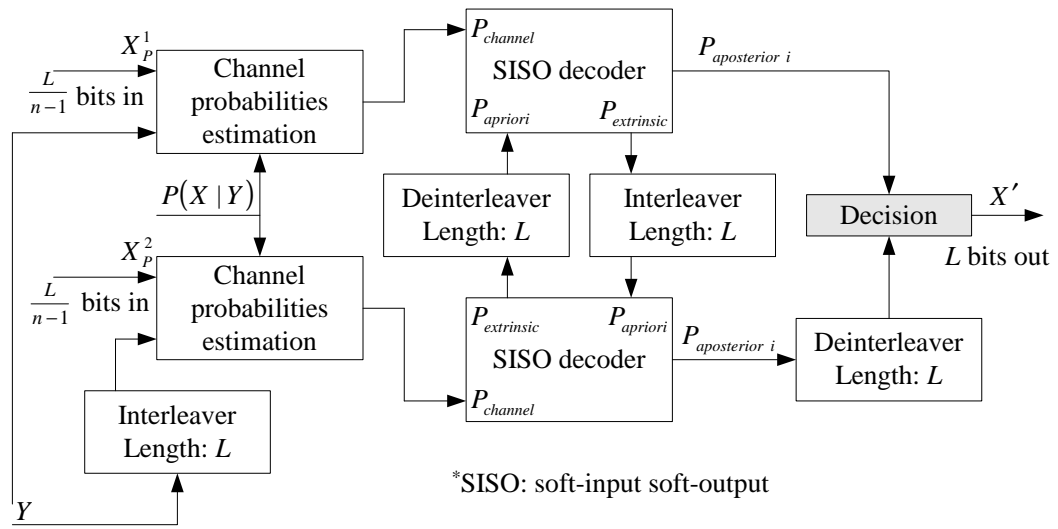 X_P^1
L/(n−1) bits in
Channel
probabilities
estimation
P_channel
SISO decoder
P_apriori
P_extrinsic
P_aposterior i
P(X | Y)
Deinterleaver
Length: L
Interleaver
Length: L
Decision
X′
L bits out
X_P^2
L/(n−1) bits in
Channel
probabilities
estimation
P_extrinsic
P_apriori
SISO decoder
P_channel
P_aposterior i
Deinterleaver
Length: L
Interleaver
Length: L
Y
*SISO: soft-input soft-output